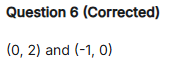 Question 6 (Corrected)
(0, 2) and (-1, 0)